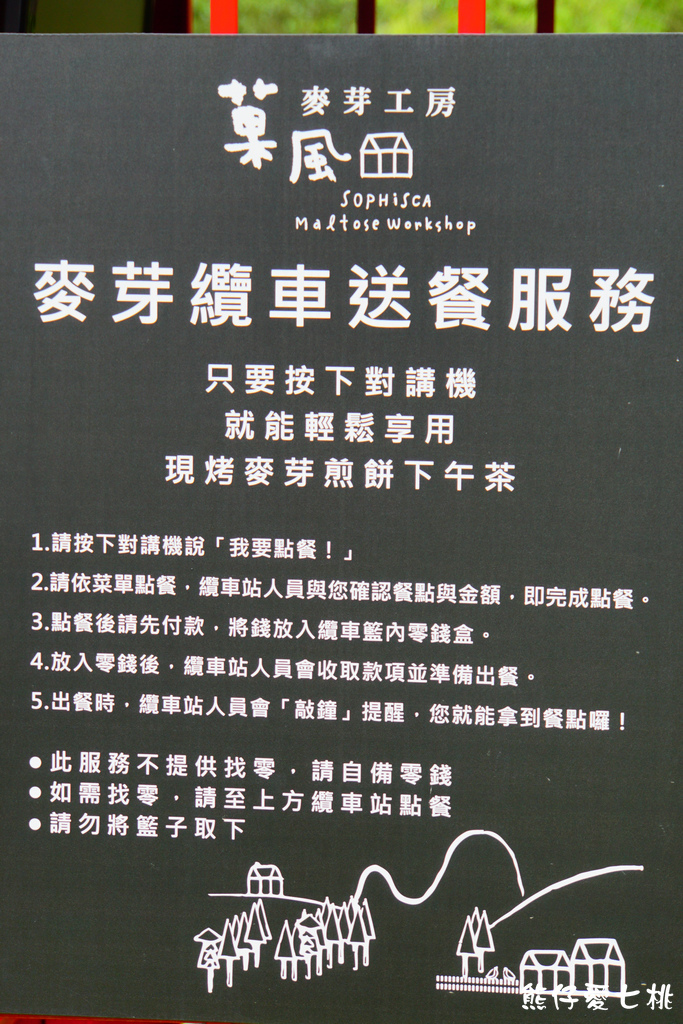 菓風
麥芽工房
SOPHiSCA
Maltose Workshop
麥芽纜車送餐服務
只要按下對講機
就能輕鬆享用
現烤麥芽煎餅下午茶
1.請按下對講機說「我要點餐！」
2.請依菜單點餐，纜車站人員與您確認餐點與金額，即完成點餐。
3.點餐後請先付款，將錢放入纜車籃內零錢盒。
4.放入零錢後，纜車站人員會收取款項並準備出餐。
5.出餐時，纜車站人員會「敲鐘」提醒，您就能拿到餐點囉！
●此服務不提供找零，請自備零錢
●如需找零，請至上方纜車站點餐
●請勿將籃子取下
熊仔愛七桃